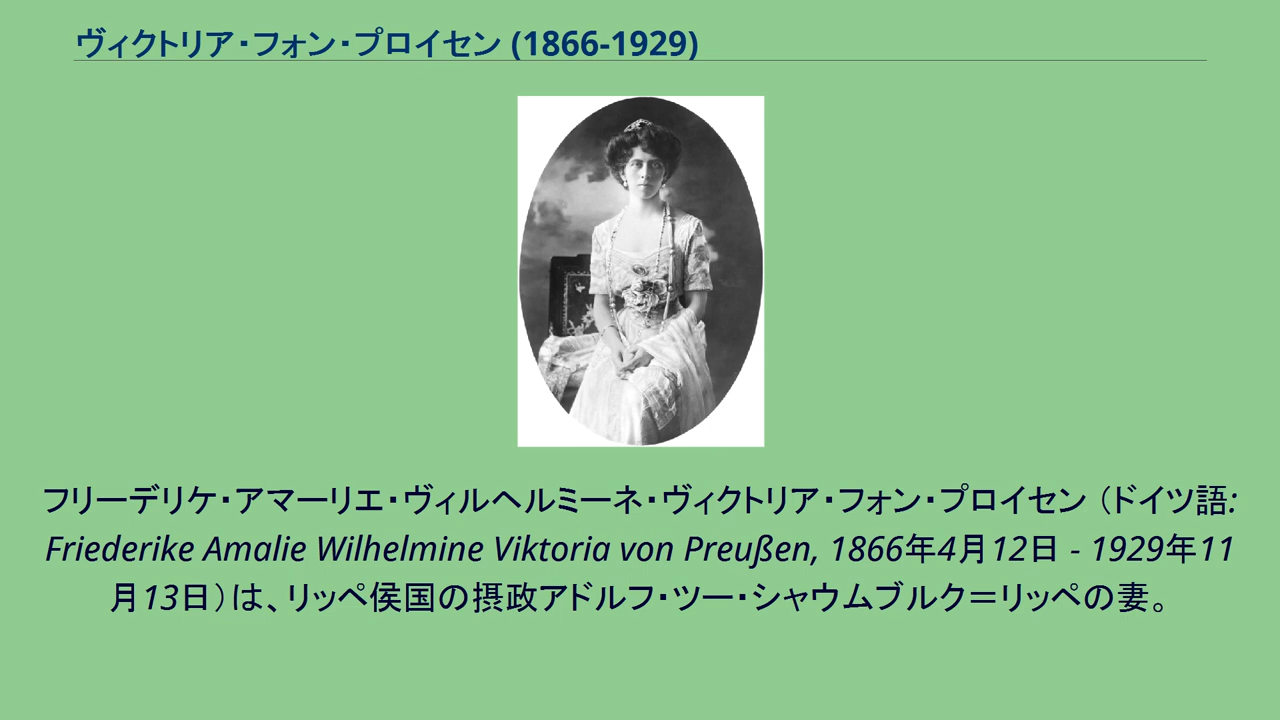 ヴィクトリア・フォン・プロイセン (1866-1929)
フリーデリケ・アマーリエ・ヴィルヘルミーネ・ヴィクトリア・フォン・プロイセン（ドイツ語:
Friederike Amalie Wilhelmine Viktoria von Preußen, 1866年4月12日 - 1929年11
月13日）は、リッペ侯国の摂政アドルフ・ツー・シャウムブルク＝リッペの妻。